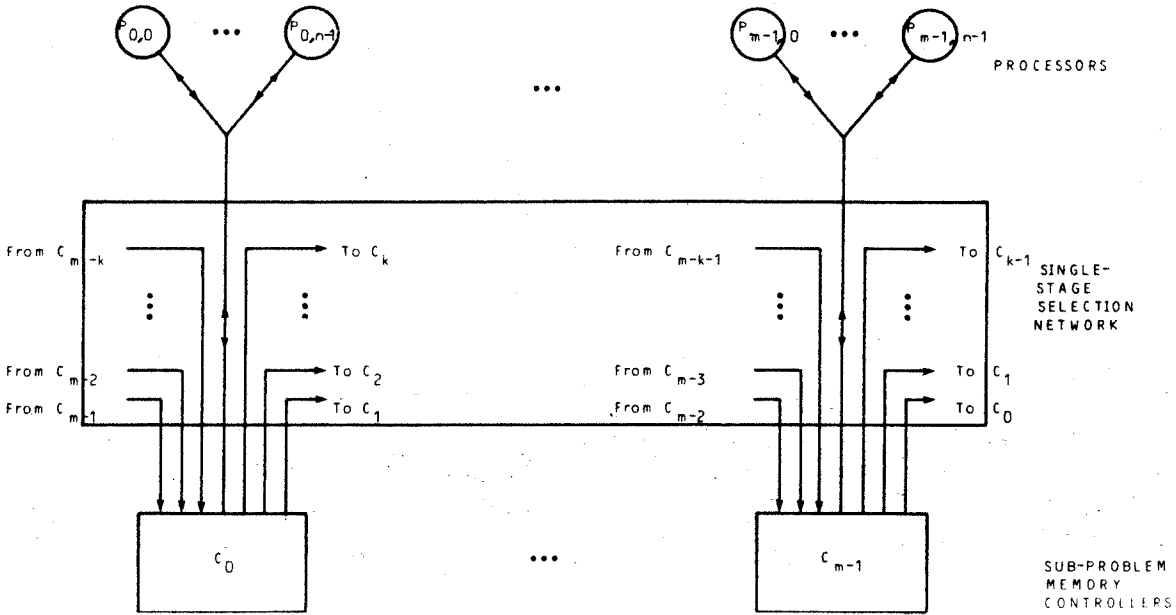 P0,0 ••• P0,n-1 Pm-1,0 ••• Pm-1,n-1
PROCESSORS
•••
From Cm-k To Ck From Cm-k-1 To Ck-1
SINGLE-
STAGE
SELECTION
NETWORK
From Cm-2 To C2 From Cm-3 To C1
From Cm-1 To C1 From Cm-2 To C0
C0 ••• Cm-1
SUB-PROBLEM
MEMORY
CONTROLLERS